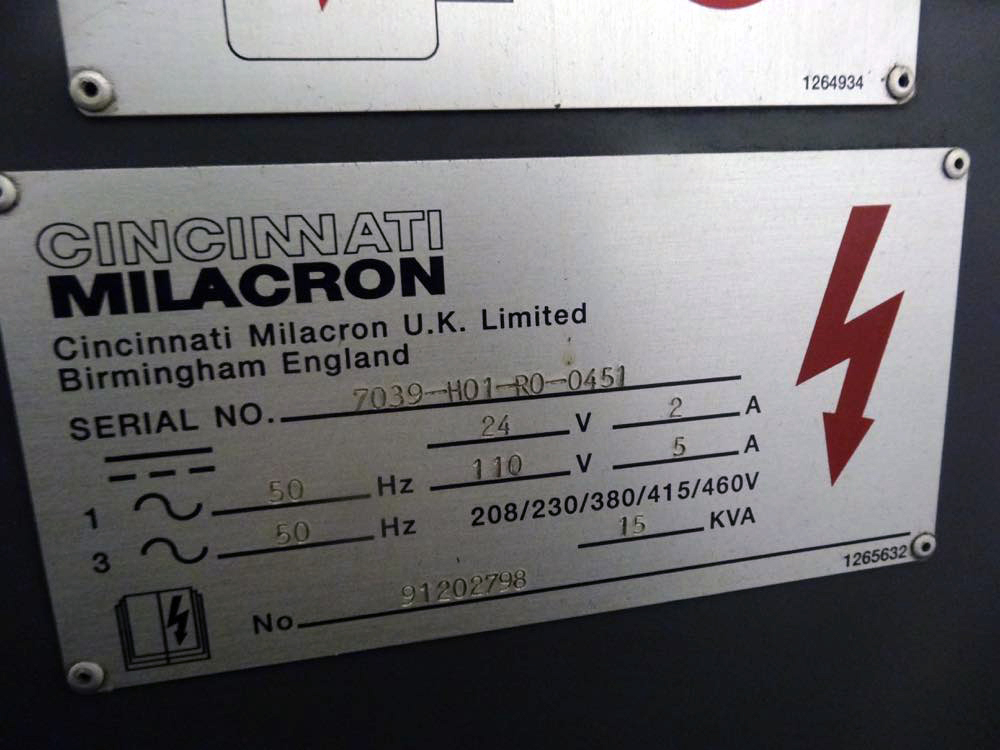 1264934
CINCINNATI
MILACRON
Cincinnati Milacron U.K. Limited
Birmingham England
SERIAL NO. 7039-H01-R0-0451
24 V 2 A
1 50 Hz 110 V 5 A
3 50 Hz 208/230/380/415/460V
15 KVA
No 91202798
1265632